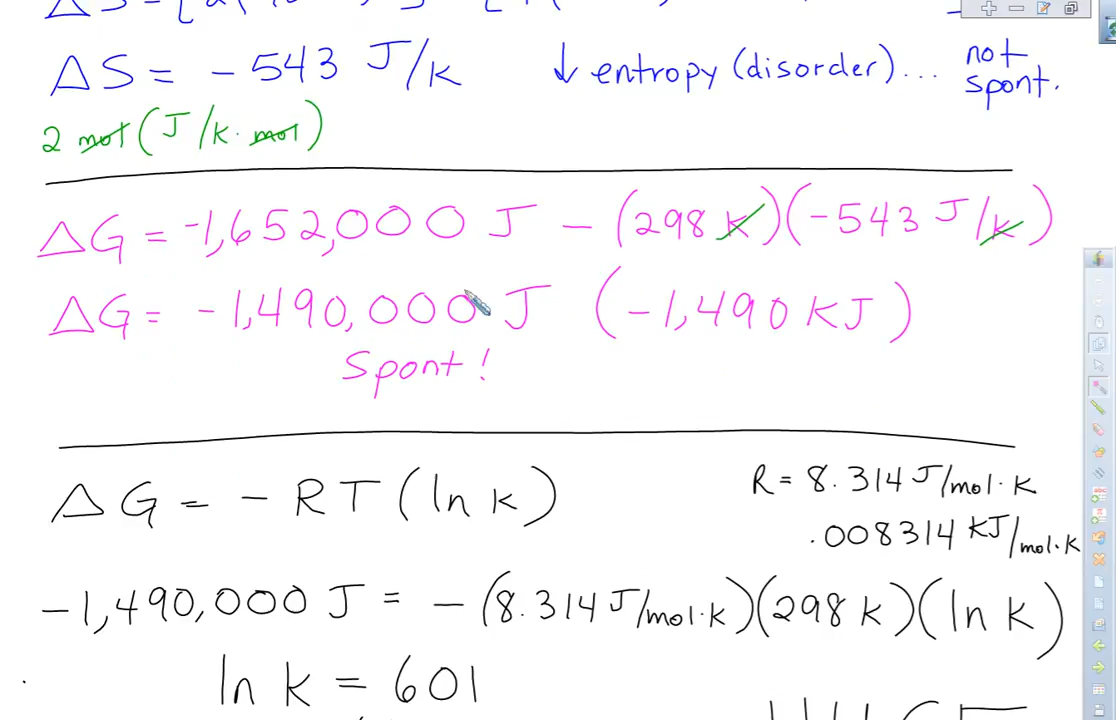 ΔS = - 543 J/K ↓ entropy (disorder)... not spont.
2 mol (J/K·mol)
ΔG = -1,652,000 J - (298 K)(-543 J/K)
ΔG = -1,490,000 J (-1,490 KJ)
Spont!
ΔG = - RT (ln K)
R = 8.314 J/mol·K
.008314 KJ/mol·K
-1,490,000 J = -(8.314 J/mol·K)(298 K)(ln K)
ln K = 601